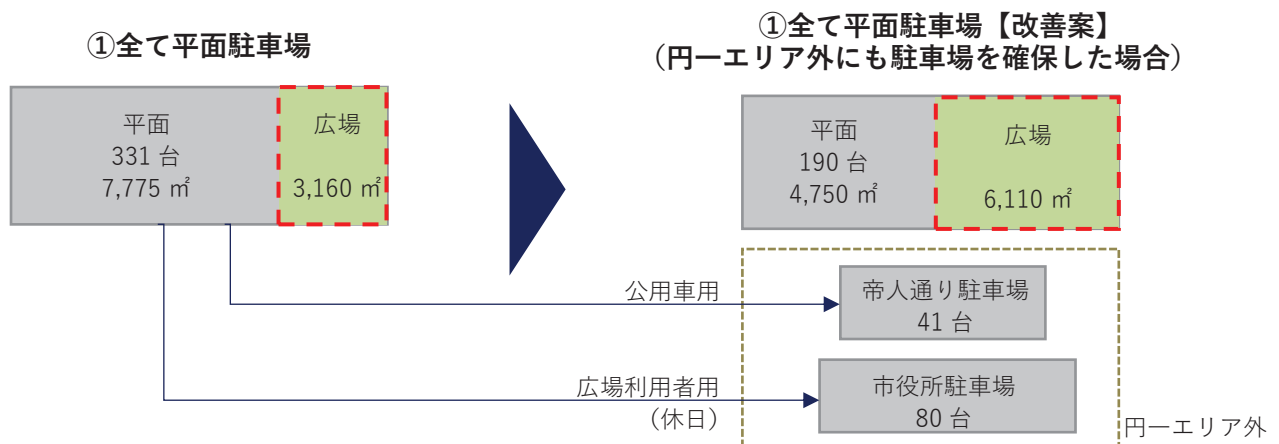 ①全て平面駐車場
平面
331 台
7,775 ㎡
広場
3,160 ㎡
①全て平面駐車場【改善案】
(円一エリア外にも駐車場を確保した場合)
平面
190 台
4,750 ㎡
広場
6,110 ㎡
公用車用
帝人通り駐車場
41 台
広場利用者用
(休日)
市役所駐車場
80 台
円一エリア外